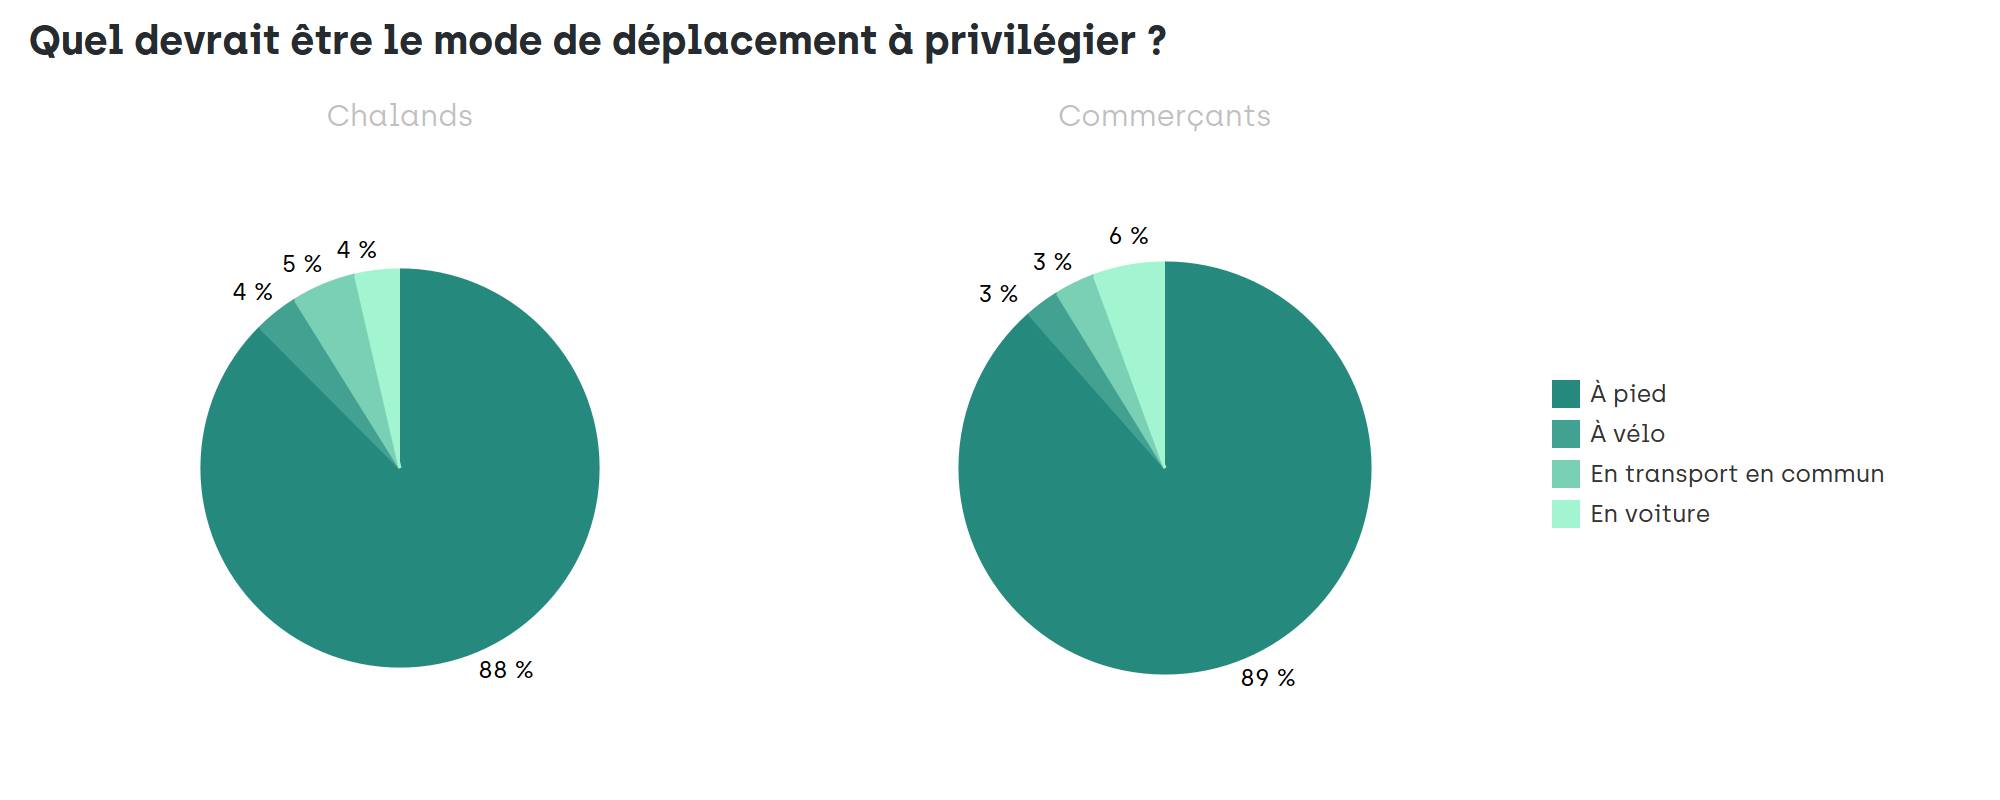 Quel devrait être le mode de déplacement à privilégier ?
Chalands
Commerçants
4 %
5 %
4 %
88 %
3 %
3 %
6 %
89 %
À pied
À vélo
En transport en commun
En voiture